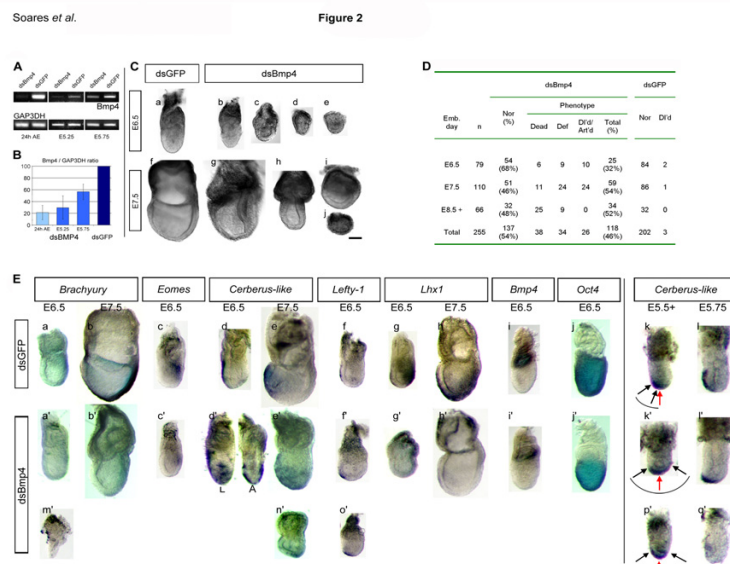 Soares et al.
Figure 2
A
dsBmp4 dsGFP dsBmp4 dsGFP dsBmp4 dsGFP
Bmp4
GAP3DH
24h AE E5.25 E5.75
B
Bmp4 / GAP3DH ratio
100
80
60
40
20
0
24h AE E5.25 E5.75
dsBMP4 dsGFP
C
dsGFP dsBmp4
E6.5
a b c d e
E7.5
f g h i
j
D
dsBmp4 dsGFP
Phenotype
Emb. day n Nor (%) Dead Def Dl'd/ Art'd Total (%) Nor Dl'd
E6.5 79 54 (68%) 6 9 10 25 (32%) 84 2
E7.5 110 51 (46%) 11 24 24 59 (54%) 86 1
E8.5 + 66 32 (48%) 25 9 0 34 (52%) 32 0
Total 255 137 (54%) 38 34 26 118 (46%) 202 3
E
Brachyury Eomes Cerberus-like Lefty-1 Lhx1 Bmp4 Oct4 Cerberus-like
E6.5 E7.5 E6.5 E6.5 E7.5 E6.5 E6.5 E7.5 E6.5 E6.5 E5.5+ E5.75
dsGFP
a b c d e f g h i j k l
dsBmp4
a' b' c' d' e' f' g' h' i' j' k' l'
L A
m' n' o' p' q'